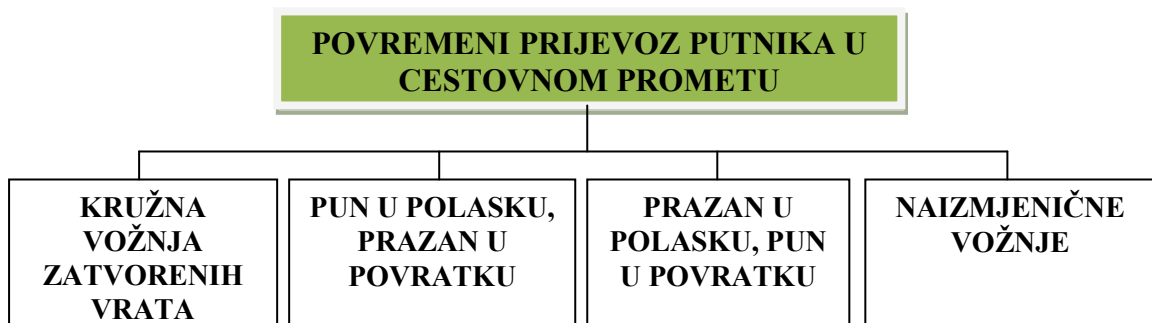 POVREMENI PRIJEVOZ PUTNIKA U
CESTOVNOM PROMETU
KRUŽNA
VOŽNJA
ZATVORENIH
VRATA
PUN U POLASKU,
PRAZAN U
POVRATKU
PRAZAN U
POLASKU, PUN
U POVRATKU
NAIZMJENIČNE
VOŽNJE